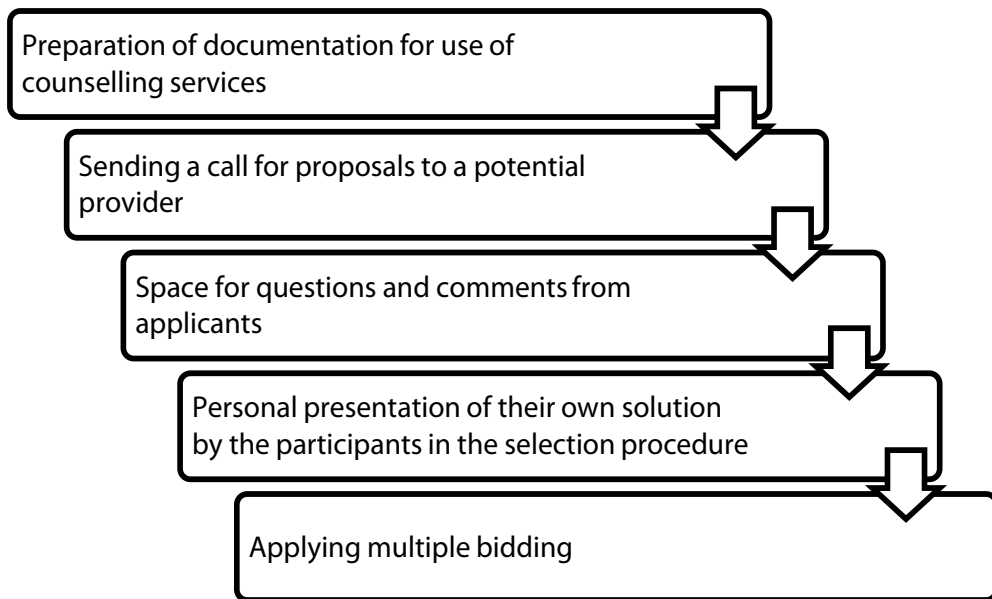 Preparation of documentation for use of
counselling services
Sending a call for proposals to a potential
provider
Space for questions and comments from
applicants
Personal presentation of their own solution
by the participants in the selection procedure
Applying multiple bidding